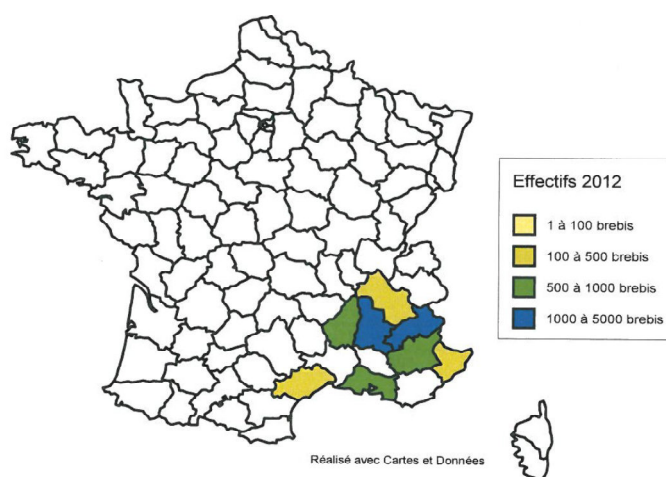 Effectifs 2012
1 à 100 brebis
100 à 500 brebis
500 à 1000 brebis
1000 à 5000 brebis
Réalisé avec Cartes et Données